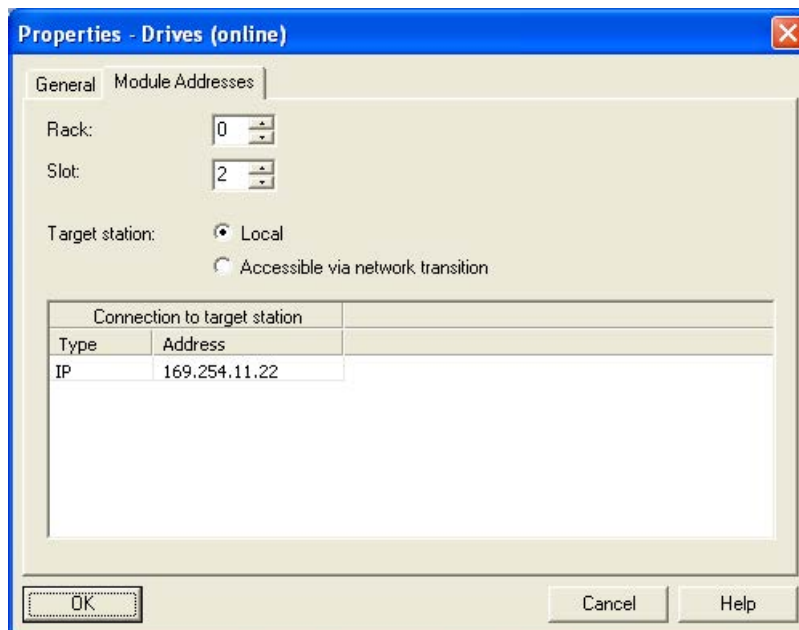 Properties - Drives (online)
General Module Addresses
Rack: 0
Slot: 2
Target station: Local
Accessible via network transition
Connection to target station
Type Address
IP 169.254.11.22
OK Cancel Help